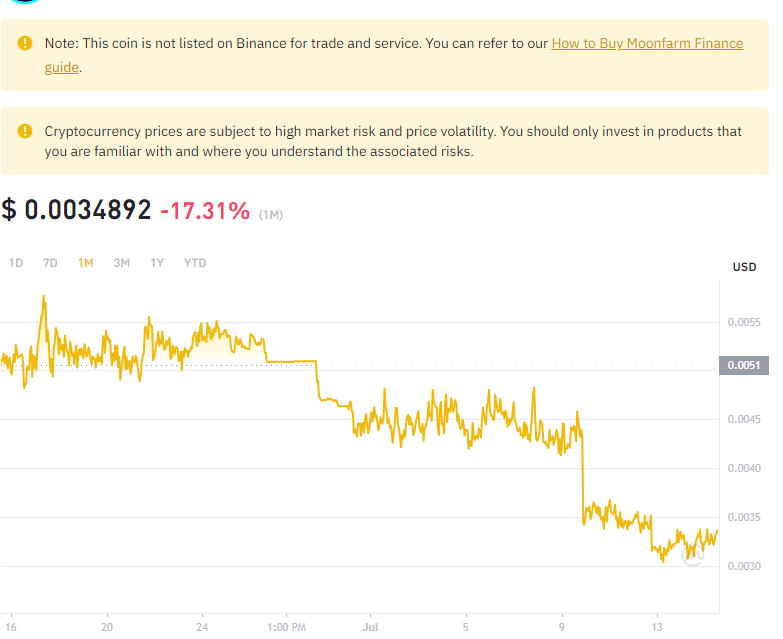 Note: This coin is not listed on Binance for trade and service. You can refer to our How to Buy Moonfarm Finance
guide.
Cryptocurrency prices are subject to high market risk and price volatility. You should only invest in products that
you are familiar with and where you understand the associated risks.
$ 0.0034892 -17.31% (1M)
1D 7D 1M 3M 1Y YTD
USD
0.0055
0.0051
0.0045
0.0040
0.0035
0.0030
16 20 24 1:00 PM Jul 5 9 13